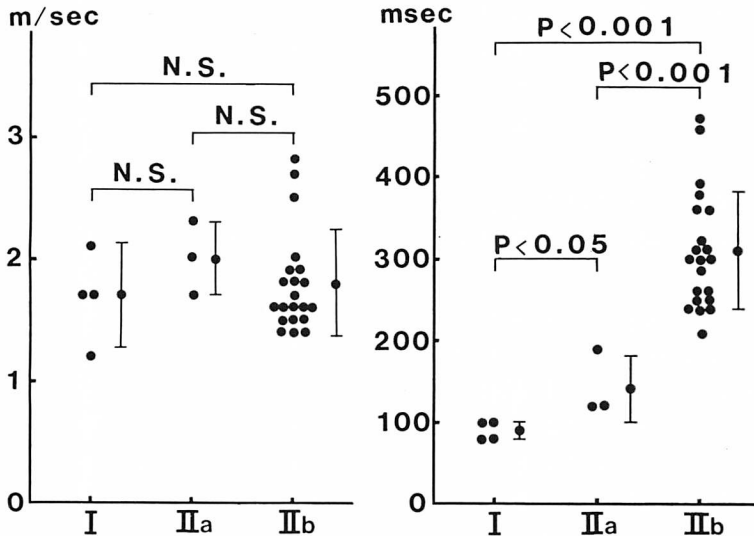 m/sec
N.S.
N.S.
N.S.
3
2
1
0
I
IIa
IIb
msec
P<0.001
P<0.001
P<0.05
500
400
300
200
100
0
I
IIa
IIb